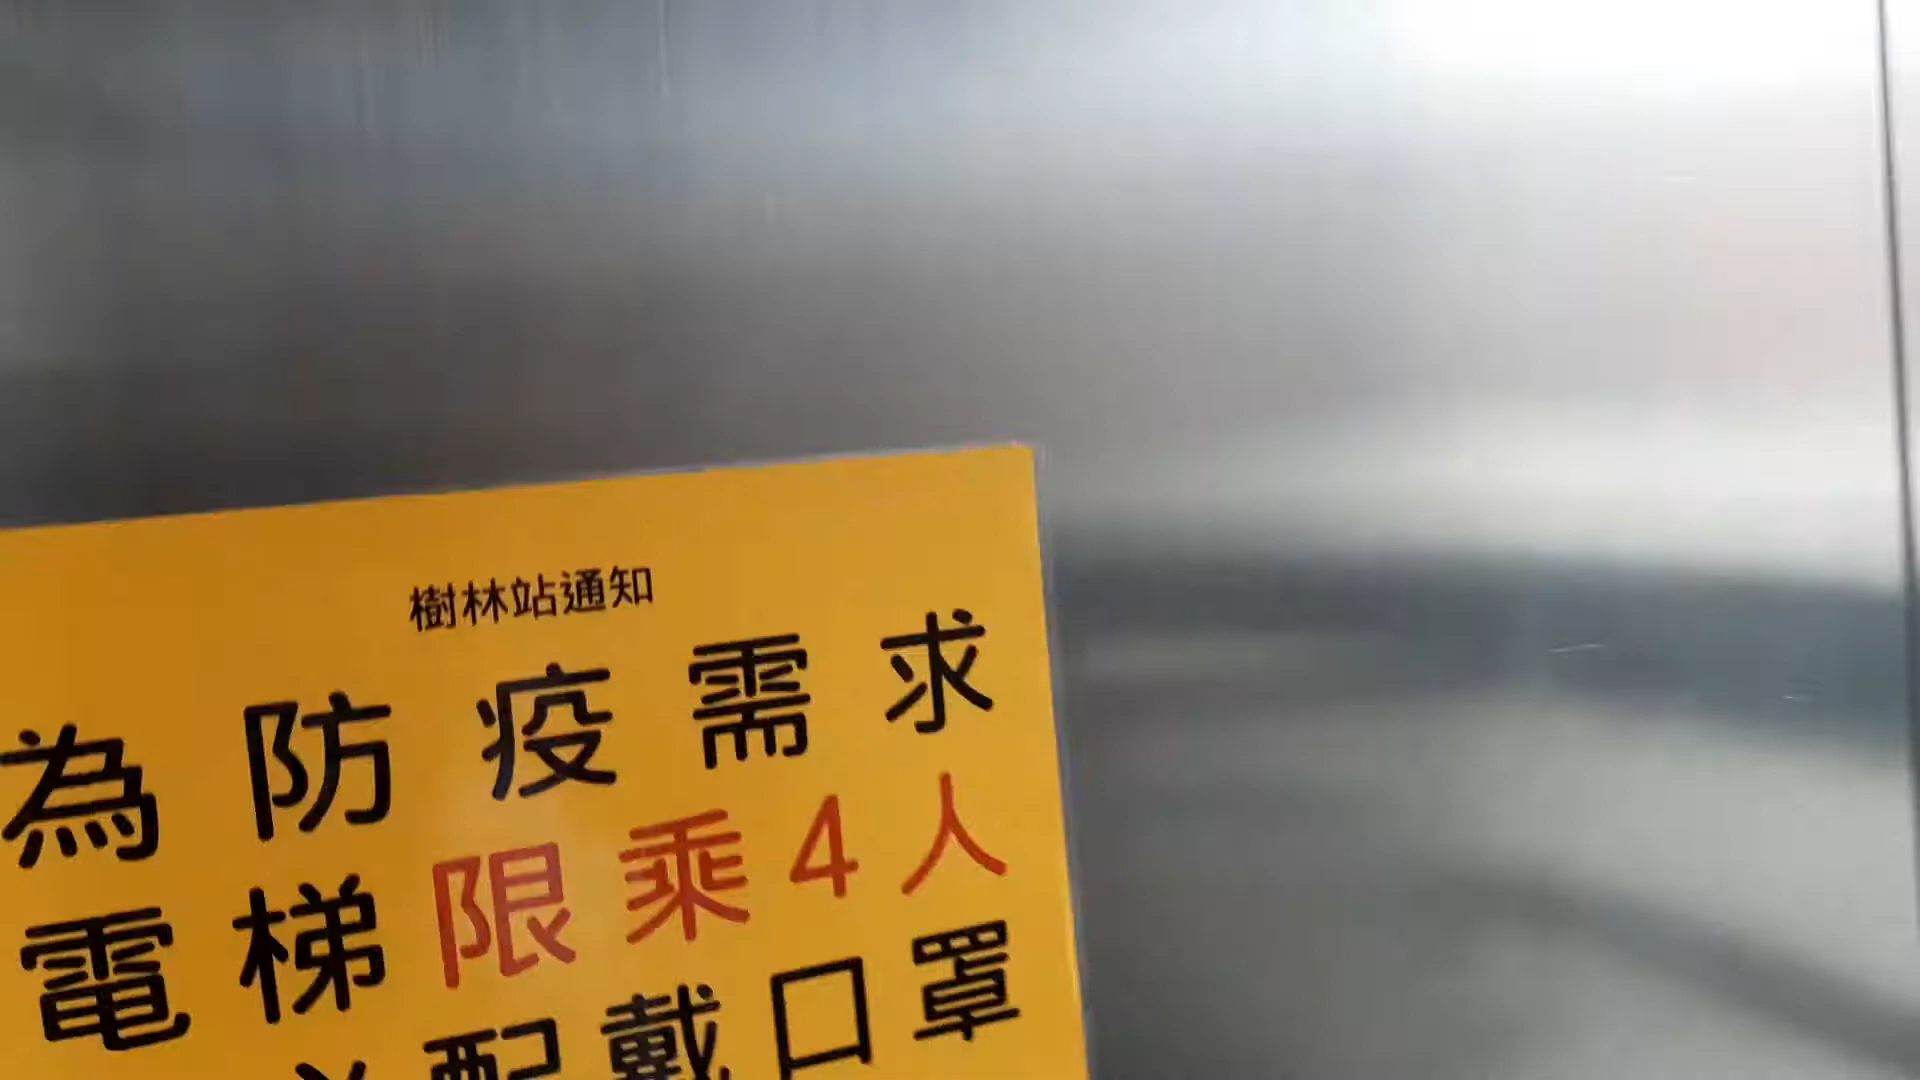 樹林站通知
為防疫需求
電梯限乘4人
配戴口罩